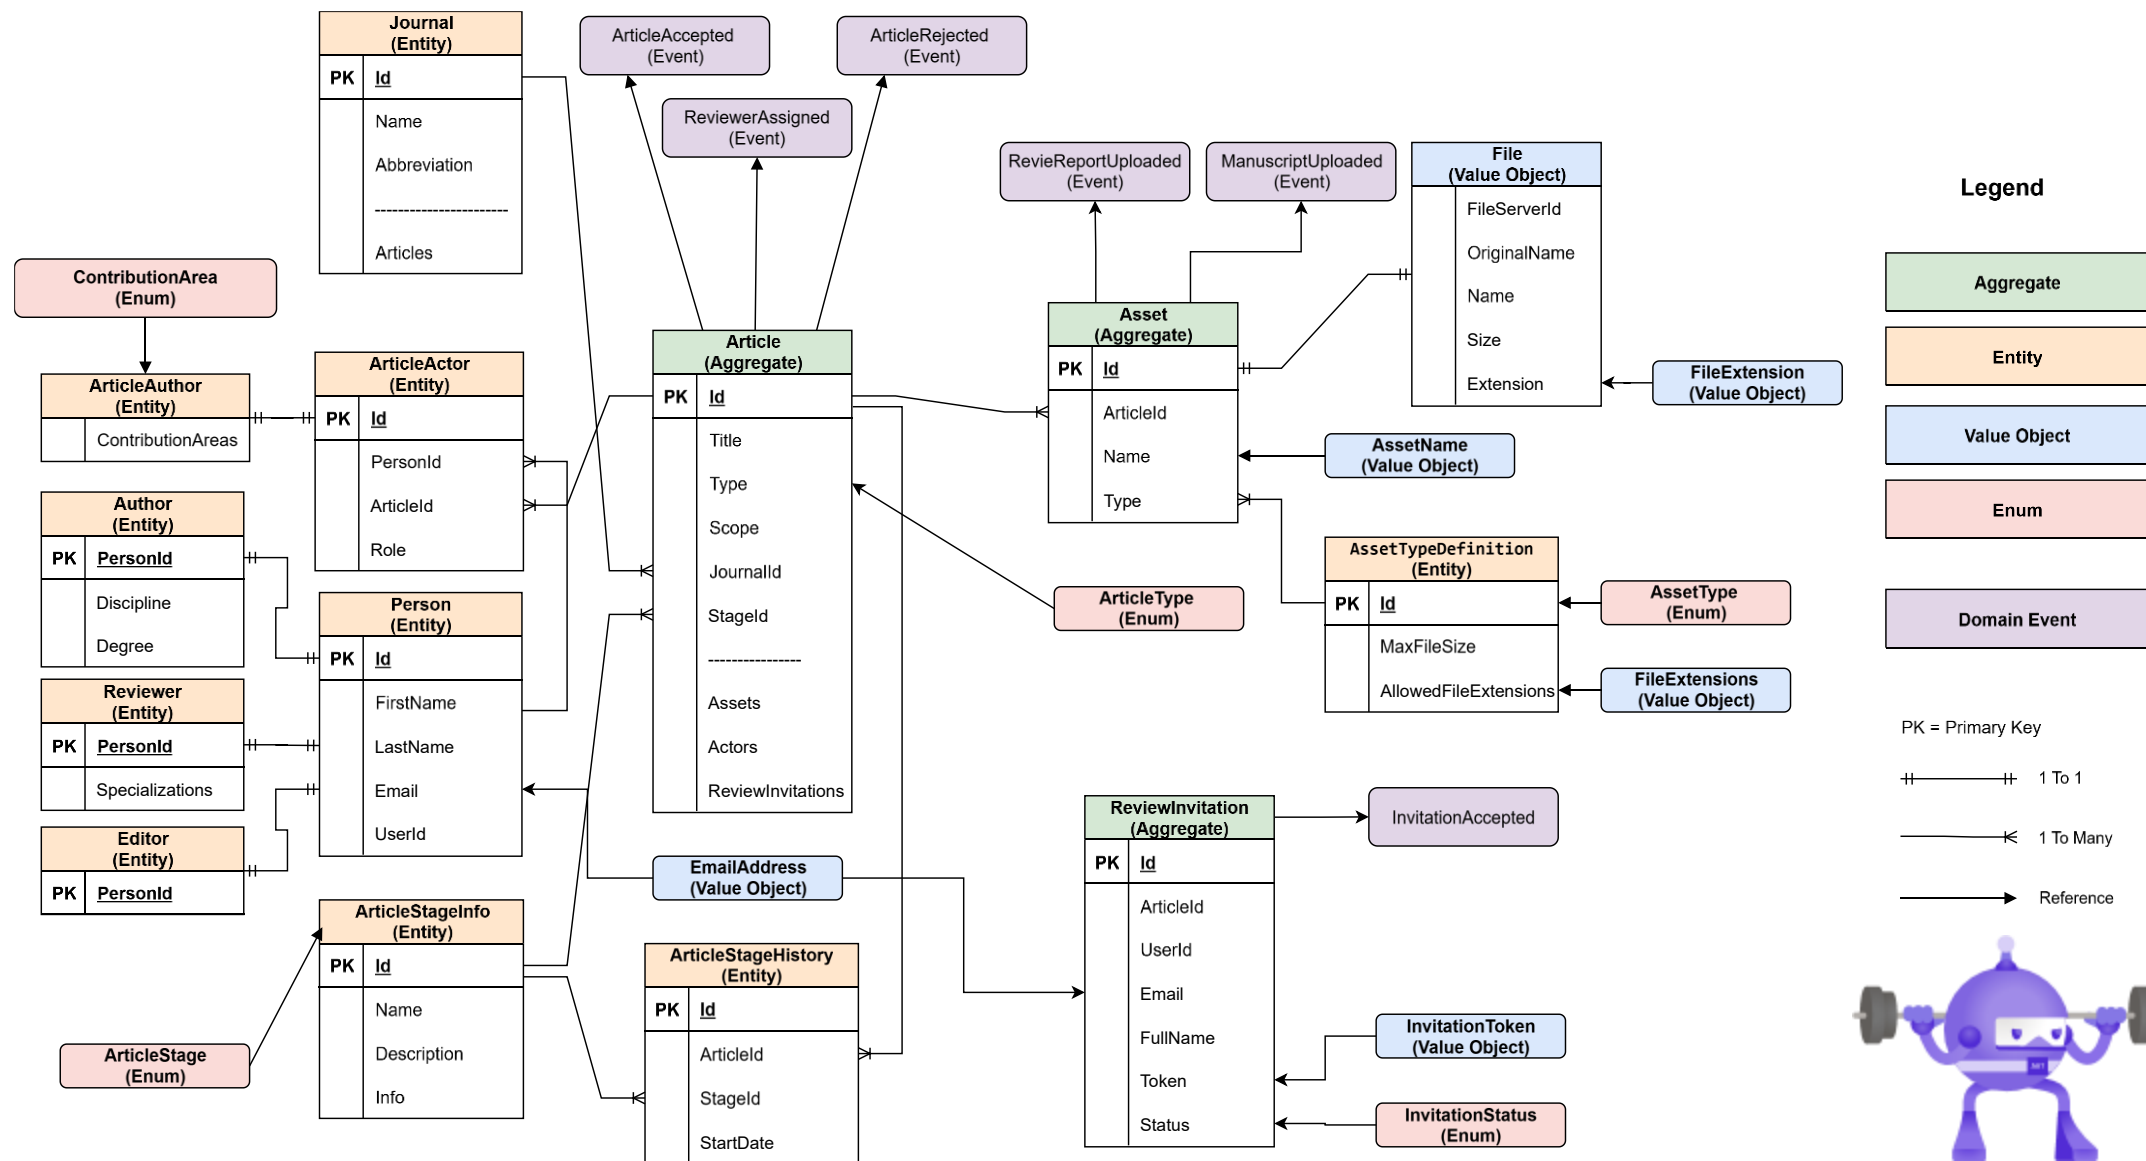 Journal
(Entity)
PK
Id
Name
Abbreviation
-----------------------
Articles
ArticleAccepted
(Event)
ArticleRejected
(Event)
ReviewerAssigned
(Event)
RevieReportUploaded
(Event)
ManuscriptUploaded
(Event)
File
(Value Object)
FileServerId
OriginalName
Name
Size
Extension
FileExtension
(Value Object)
ContributionArea
(Enum)
ArticleAuthor
(Entity)
ContributionAreas
ArticleActor
(Entity)
PK
Id
PersonId
ArticleId
Role
Article
(Aggregate)
PK
Id
Title
Type
Scope
JournalId
StageId
----------------
Assets
Actors
ReviewInvitations
Asset
(Aggregate)
PK
Id
ArticleId
Name
Type
AssetName
(Value Object)
Author
(Entity)
PK
PersonId
Discipline
Degree
Person
(Entity)
PK
Id
FirstName
LastName
Email
UserId
ArticleType
(Enum)
AssetTypeDefinition
(Entity)
PK
Id
MaxFileSize
AllowedFileExtensions
AssetType
(Enum)
FileExtensions
(Value Object)
Reviewer
(Entity)
PK
PersonId
Specializations
Editor
(Entity)
PK
PersonId
EmailAddress
(Value Object)
ReviewInvitation
(Aggregate)
PK
Id
ArticleId
UserId
Email
FullName
Token
Status
InvitationAccepted
InvitationToken
(Value Object)
InvitationStatus
(Enum)
ArticleStageInfo
(Entity)
PK
Id
Name
Description
Info
ArticleStage
(Enum)
ArticleStageHistory
(Entity)
PK
Id
ArticleId
StageId
StartDate
Legend
Aggregate
Entity
Value Object
Enum
Domain Event
PK = Primary Key
1 To 1
1 To Many
Reference
.NET